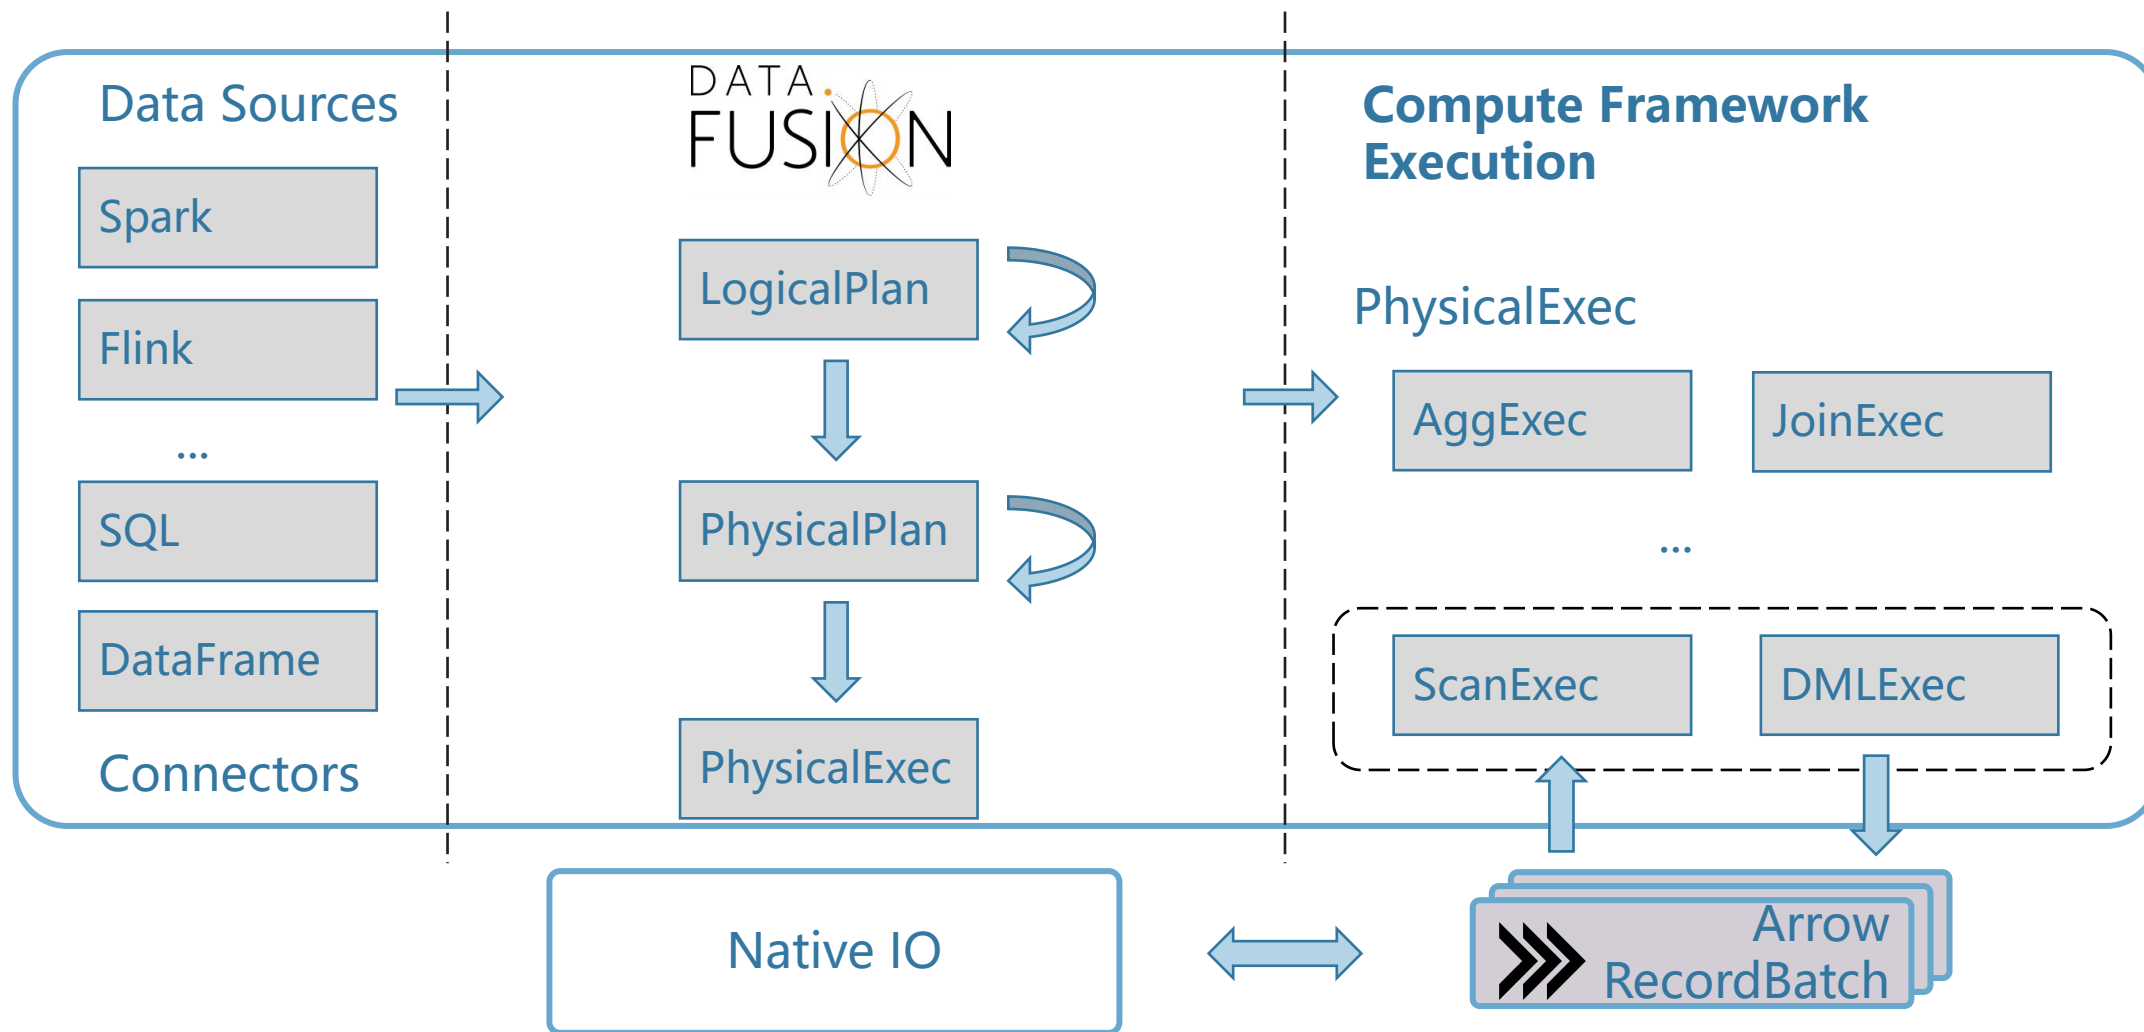 Data Sources
Spark
Flink
...
SQL
DataFrame
Connectors
DATA
FUSION
LogicalPlan
PhysicalPlan
PhysicalExec
Compute Framework
Execution
PhysicalExec
AggExec
JoinExec
...
ScanExec
DMLExec
Native IO
Arrow
RecordBatch